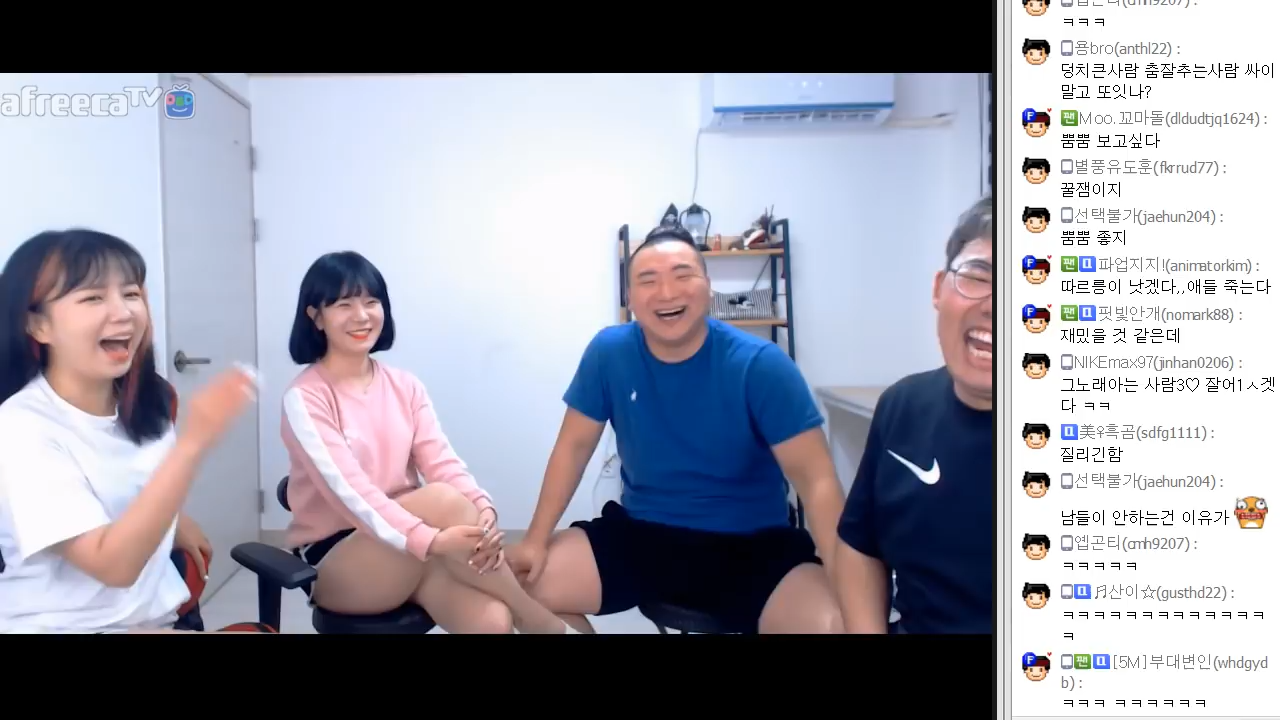 afreecaTV
ㅋㅋㅋ
용bro(anthl22) :
덩치큰사람 춤잘추는사람 싸이
말고 또잇나?
팬 Moo.꼬마돌(dldudtjq1624) :
뿜뿜 보고싶다
별풍유도훈(fkrrud77) :
꿀잼이지
선택불가(jaehun204) :
뿜뿜 좋지
팬 파업지지!(animatorkim) :
따르릉이 낫겠다,,애들 죽는다
팬 핏빛안개(nomark88) :
재밌을 것 같은데
NIKEmax97(jinhan0206) :
그노래아는 사람3♡ 잘어1ㅅ겟
다 ㅋㅋ
美♀흑곰(sdfg1111) :
질리긴함
선택불가(jaehun204) :
남들이 안하는건 이유가
옙곤티(cmh9207) :
ㅋㅋㅋㅋㅋ
♬산이☆(gusthd22) :
ㅋㅋㅋㅋㅋㅋㅋㅋㅋㅋㅋㅋㅋ
ㅋ
팬 [5M]부대변인(whdgyd
b) :
ㅋㅋㅋ ㅋㅋㅋㅋㅋㅋ